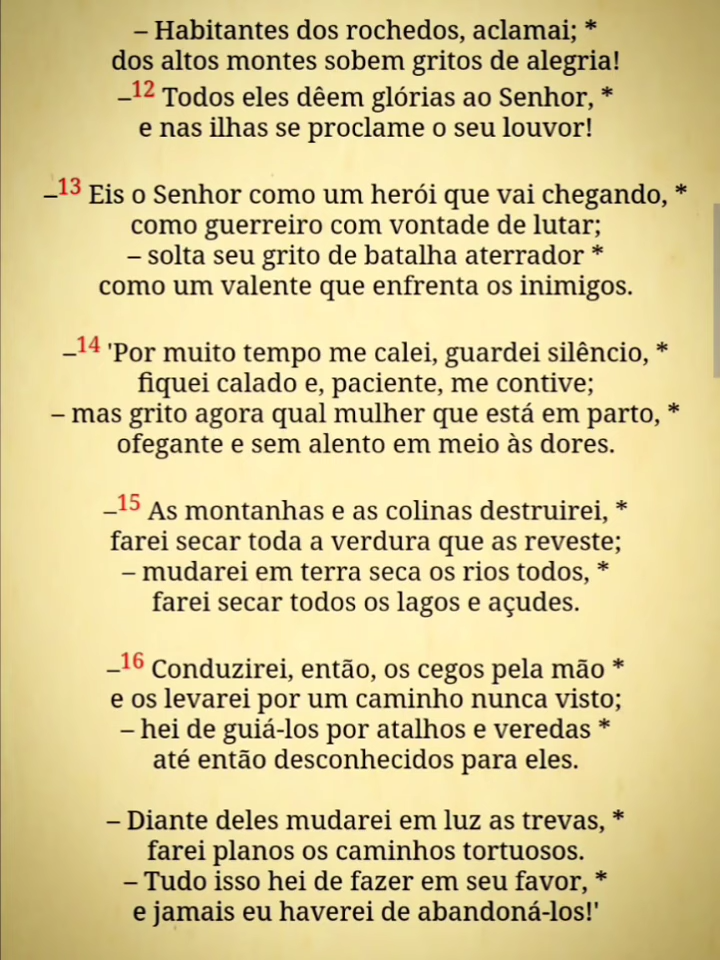 – Habitantes dos rochedos, aclamai; *
dos altos montes sobem gritos de alegria!
–12 Todos eles dêem glórias ao Senhor, *
e nas ilhas se proclame o seu louvor!
–13 Eis o Senhor como um herói que vai chegando, *
como guerreiro com vontade de lutar;
– solta seu grito de batalha aterrador *
como um valente que enfrenta os inimigos.
–14 'Por muito tempo me calei, guardei silêncio, *
fiquei calado e, paciente, me contive;
– mas grito agora qual mulher que está em parto, *
ofegante e sem alento em meio às dores.
–15 As montanhas e as colinas destruirei, *
farei secar toda a verdura que as reveste;
– mudarei em terra seca os rios todos, *
farei secar todos os lagos e açudes.
–16 Conduzirei, então, os cegos pela mão *
e os levarei por um caminho nunca visto;
– hei de guiá-los por atalhos e veredas *
até então desconhecidos para eles.
– Diante deles mudarei em luz as trevas, *
farei planos os caminhos tortuosos.
– Tudo isso hei de fazer em seu favor, *
e jamais eu haverei de abandoná-los!'